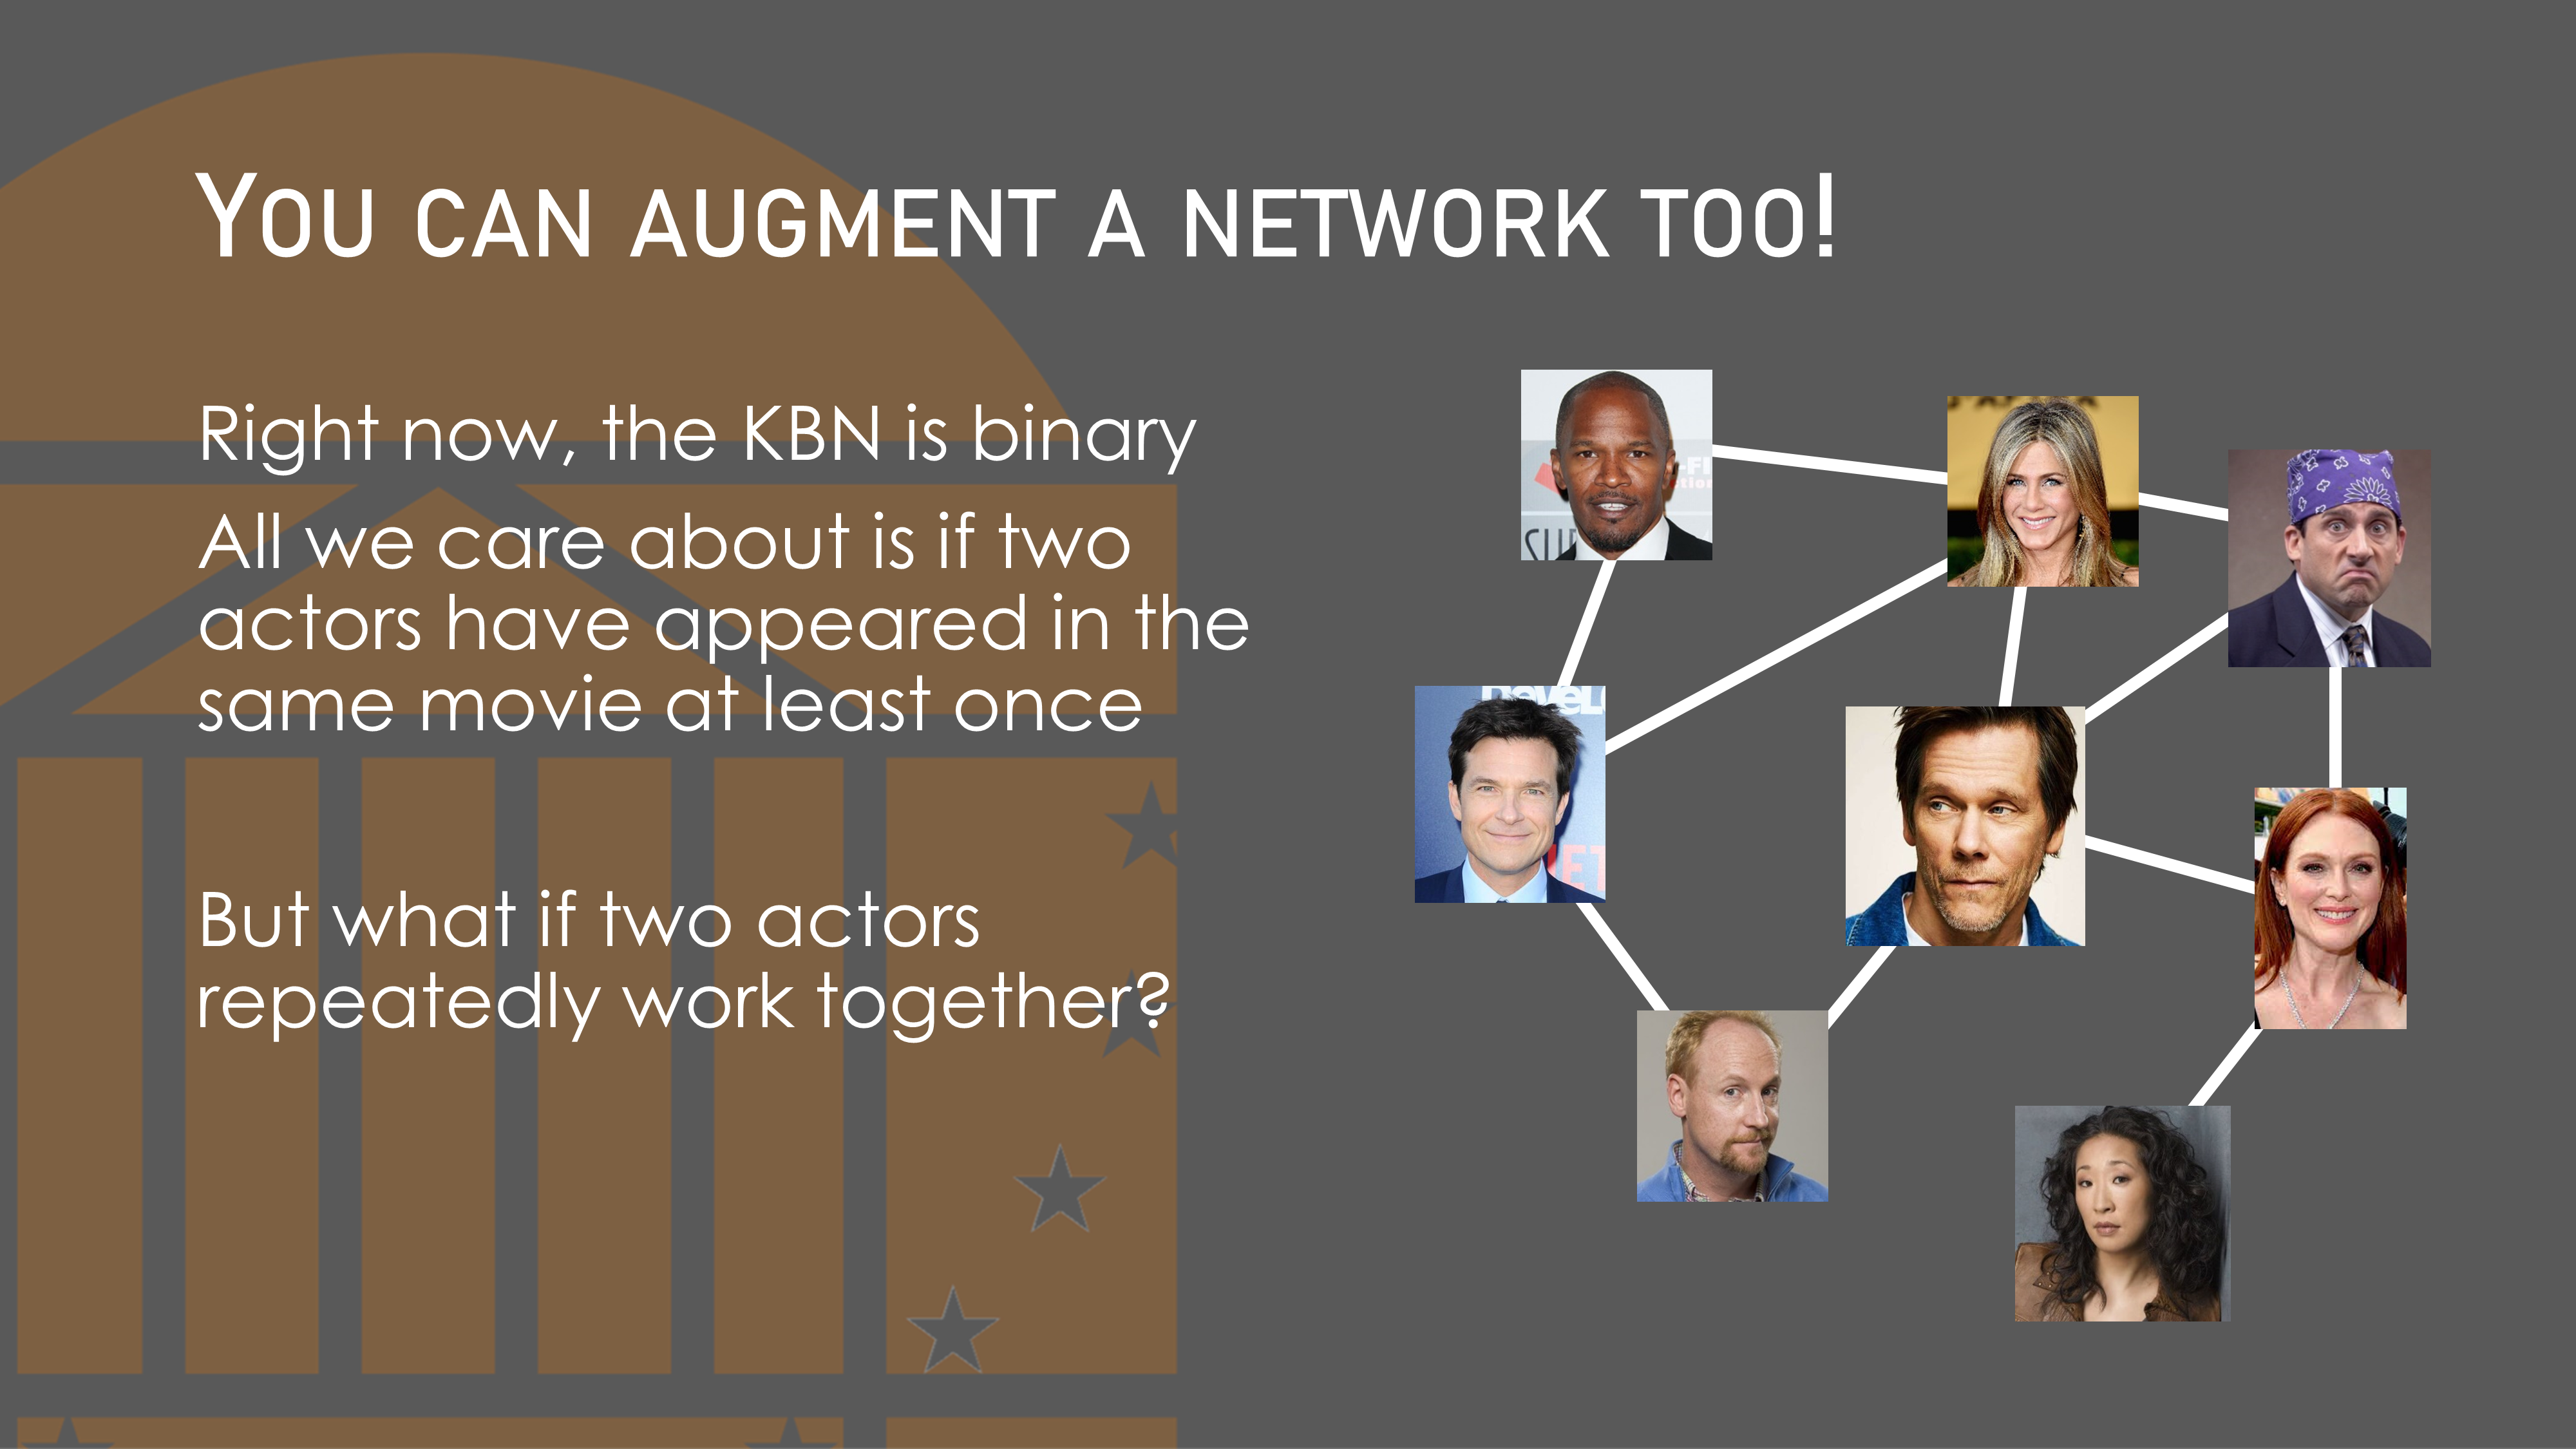 You can augment a network too!
Right now, the KBN is binary
All we care about is if two
actors have appeared in the
same movie at least once
But what if two actors
repeatedly work together?